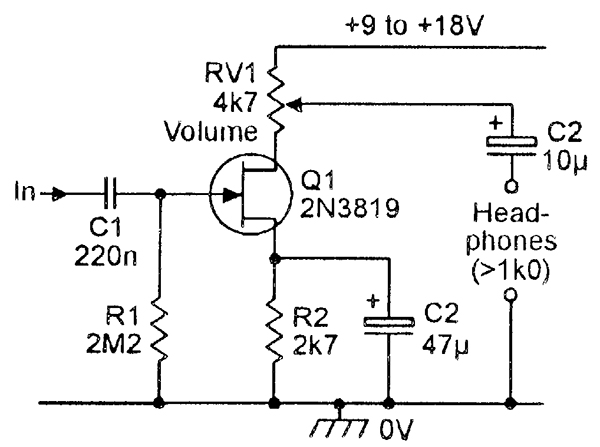 +9 to +18V
RV1
4k7
Volume
+
C2
10µ
In
C1
220n
Q1
2N3819
Head-
phones
(>1k0)
R1
2M2
R2
2k7
+
C2
47µ
0V